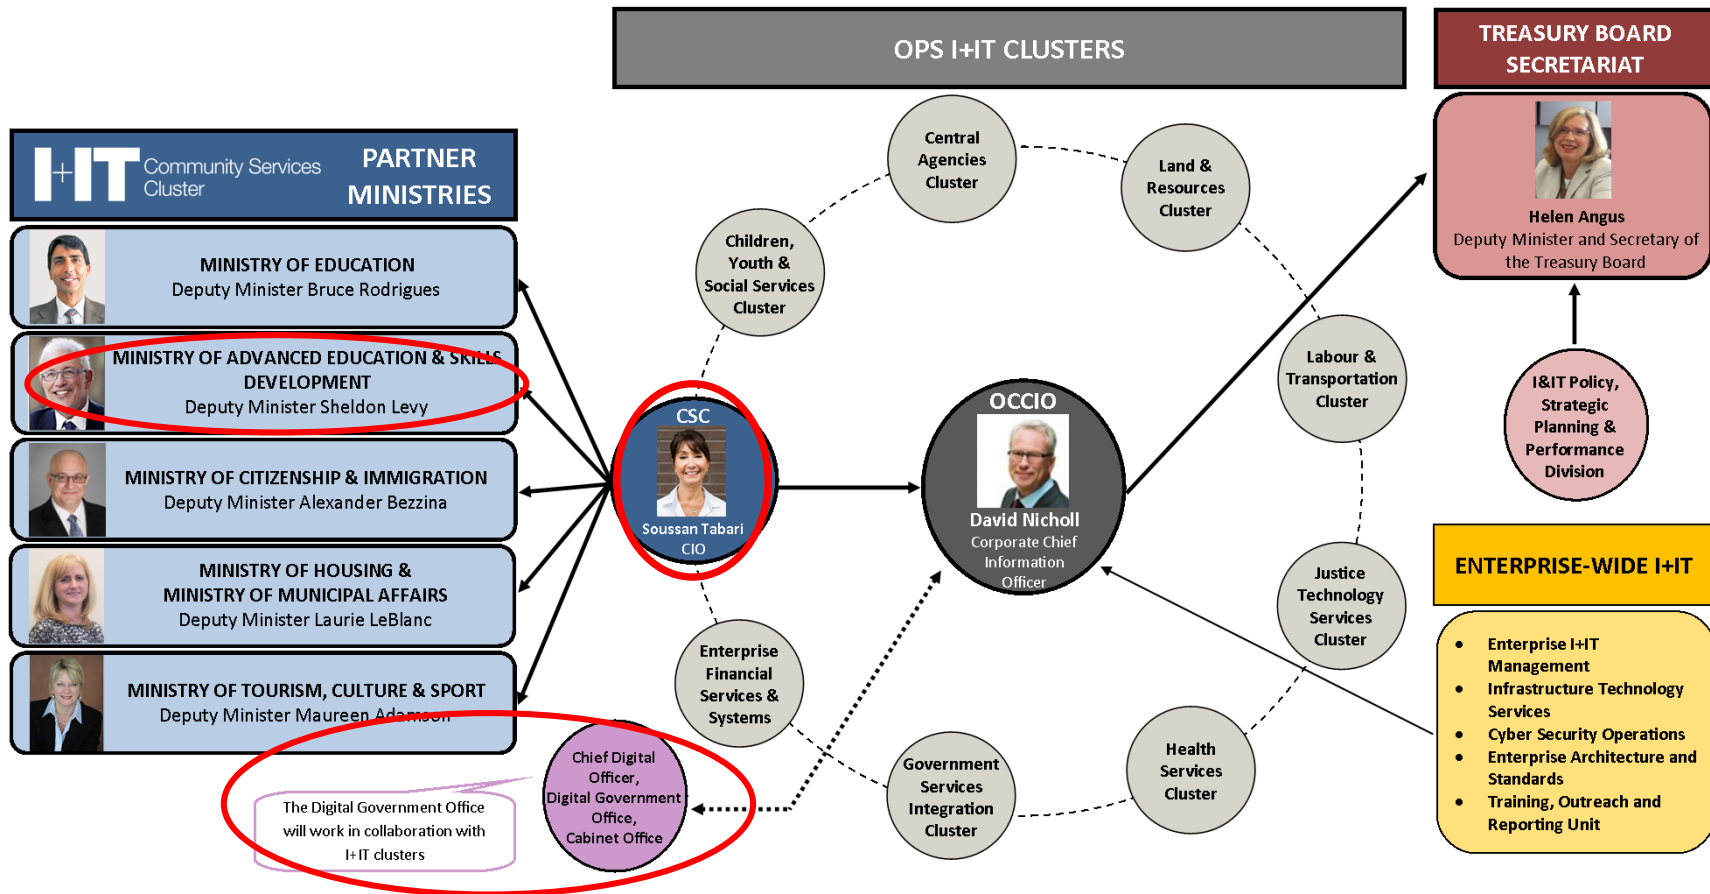 OPS I+IT CLUSTERS
TREASURY BOARD
SECRETARIAT
Helen Angus
Deputy Minister and Secretary of
the Treasury Board
I&IT Policy,
Strategic
Planning &
Performance
Division
I+IT Community Services
Cluster
PARTNER
MINISTRIES
MINISTRY OF EDUCATION
Deputy Minister Bruce Rodrigues
MINISTRY OF ADVANCED EDUCATION & SKILLS
DEVELOPMENT
Deputy Minister Sheldon Levy
MINISTRY OF CITIZENSHIP & IMMIGRATION
Deputy Minister Alexander Bezzina
MINISTRY OF HOUSING &
MINISTRY OF MUNICIPAL AFFAIRS
Deputy Minister Laurie LeBlanc
MINISTRY OF TOURISM, CULTURE & SPORT
Deputy Minister Maureen Adamson
Central
Agencies
Cluster
Land &
Resources
Cluster
Children,
Youth &
Social Services
Cluster
Labour &
Transportation
Cluster
CSC
Soussan Tabari
CIO
OCCIO
David Nicholl
Corporate Chief
Information
Officer
Justice
Technology
Services
Cluster
Enterprise
Financial
Services &
Systems
Government
Services
Integration
Cluster
Health
Services
Cluster
Chief Digital
Officer,
Digital Government
Office,
Cabinet Office
The Digital Government Office
will work in collaboration with
I+IT clusters
ENTERPRISE-WIDE I+IT
• Enterprise I+IT
Management
• Infrastructure Technology
Services
• Cyber Security Operations
• Enterprise Architecture and
Standards
• Training, Outreach and
Reporting Unit